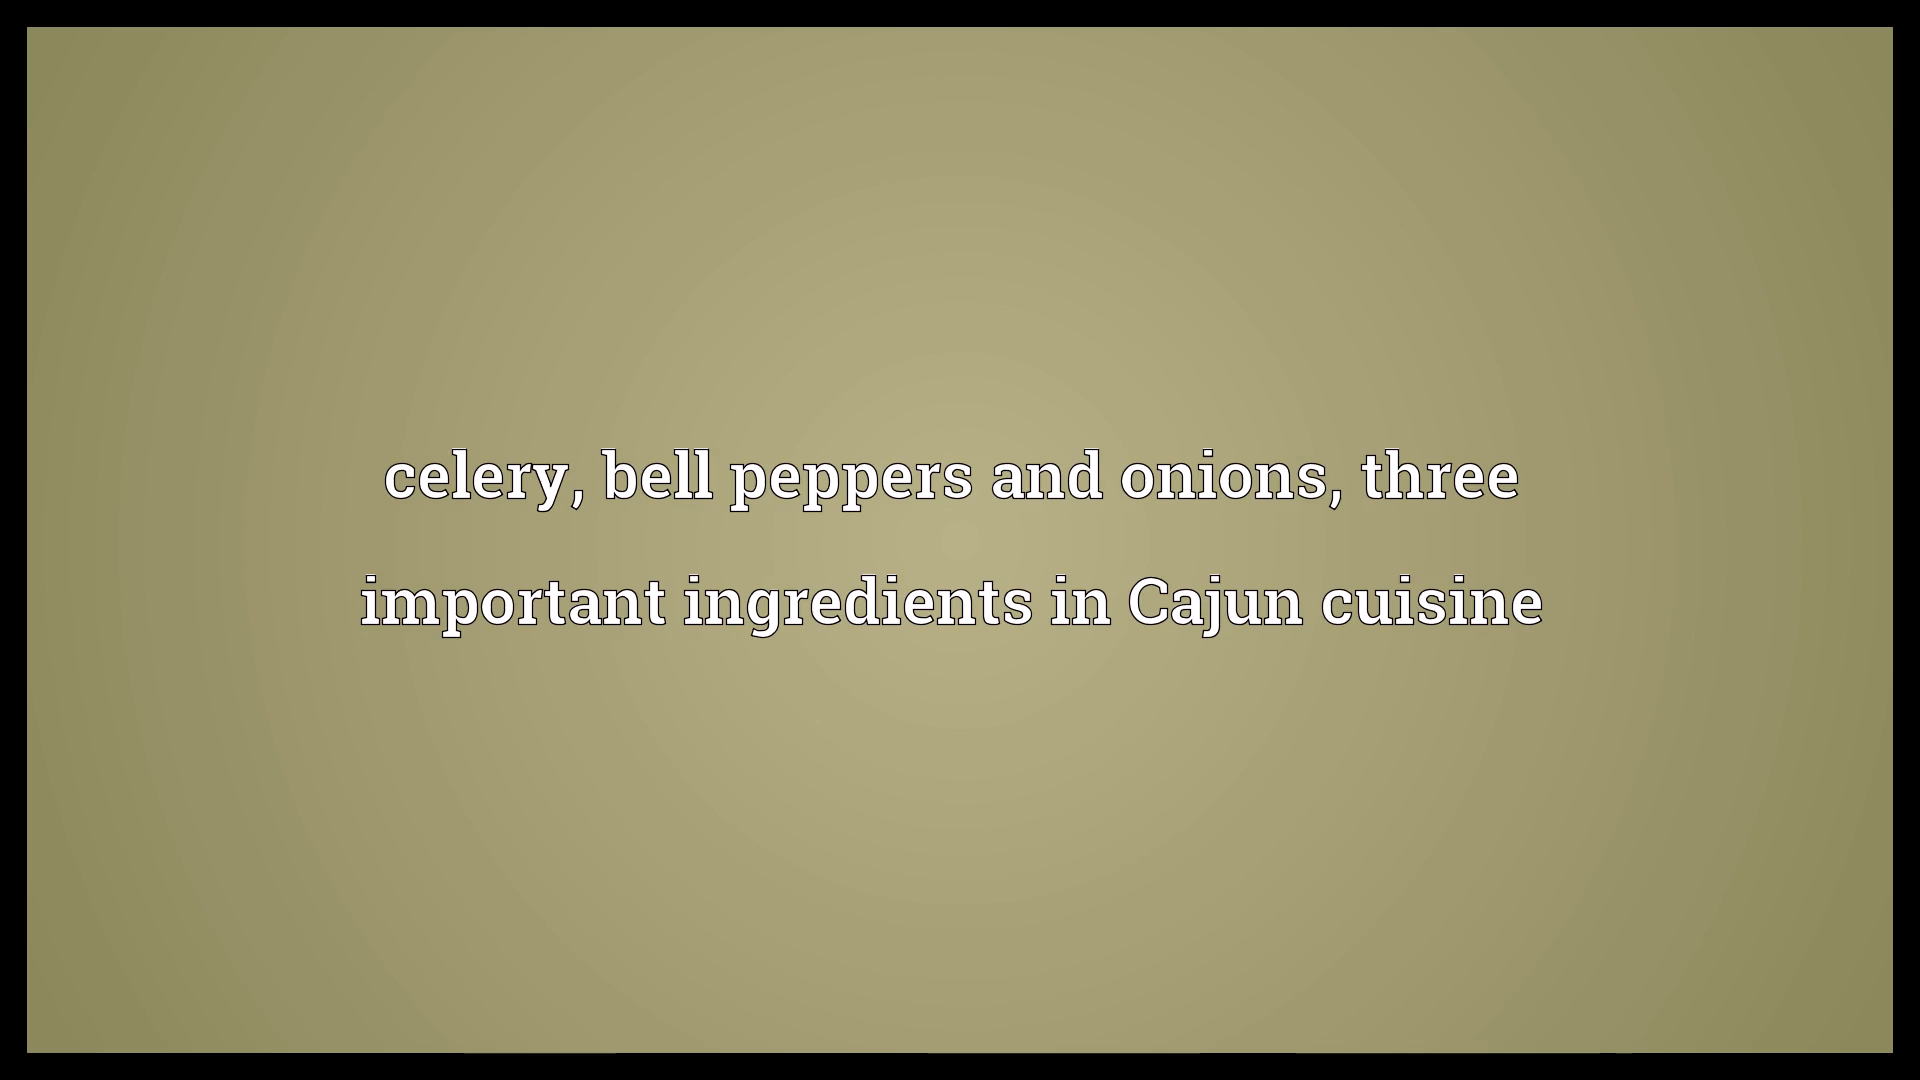 celery, bell peppers and onions, three
important ingredients in Cajun cuisine